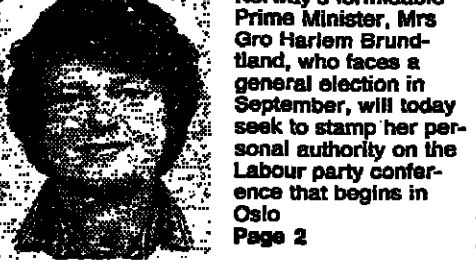 Prime Minister, Mrs
Gro Harlem Brund-
tland, who faces a
general election in
September, will today
seek to stamp her per-
sonal authority on the
Labour party confer-
ence that begins in
Oslo
Page 2